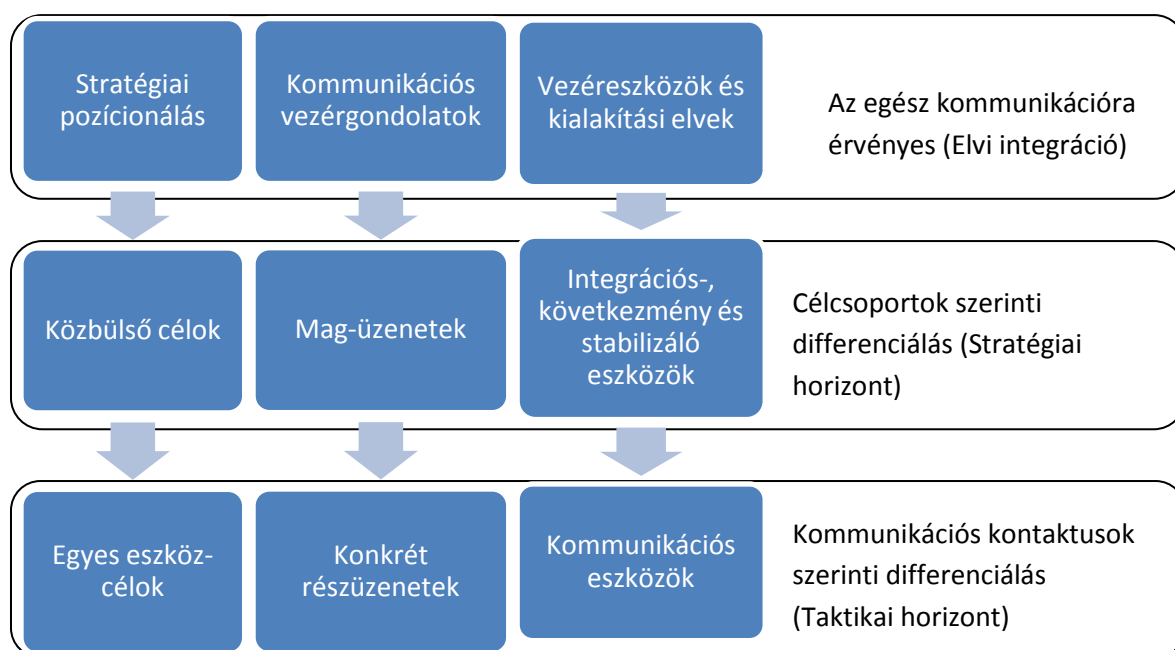 Stratégiai
pozícionálás
Kommunikációs
vezérgondolatok
Vezéreszközök és
kialakítási elvek
Az egész kommunikációra
érvényes (Elvi integráció)
Közbülső célok
Mag-üzenetek
Integrációs-,
következmény és
stabilizáló
eszközök
Célcsoportok szerinti
differenciálás (Stratégiai
horizont)
Egyes eszköz-
célok
Konkrét
részüzenetek
Kommunikációs
eszközök
Kommunikációs kontaktusok
szerinti differenciálás
(Taktikai horizont)